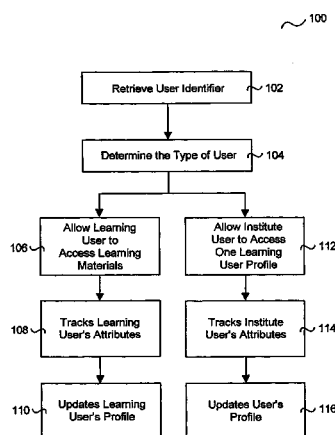 100
Retrieve User Identifier
102
Determine the Type of User
104
Allow Learning
User to
Access Learning
Materials
106
Allow Institute
User to Access
One Learning
User Profile
112
Tracks Learning
User's Attributes
108
Tracks Institute
User's Attributes
114
Updates Learning
User's Profile
110
Updates User's
Profile
116